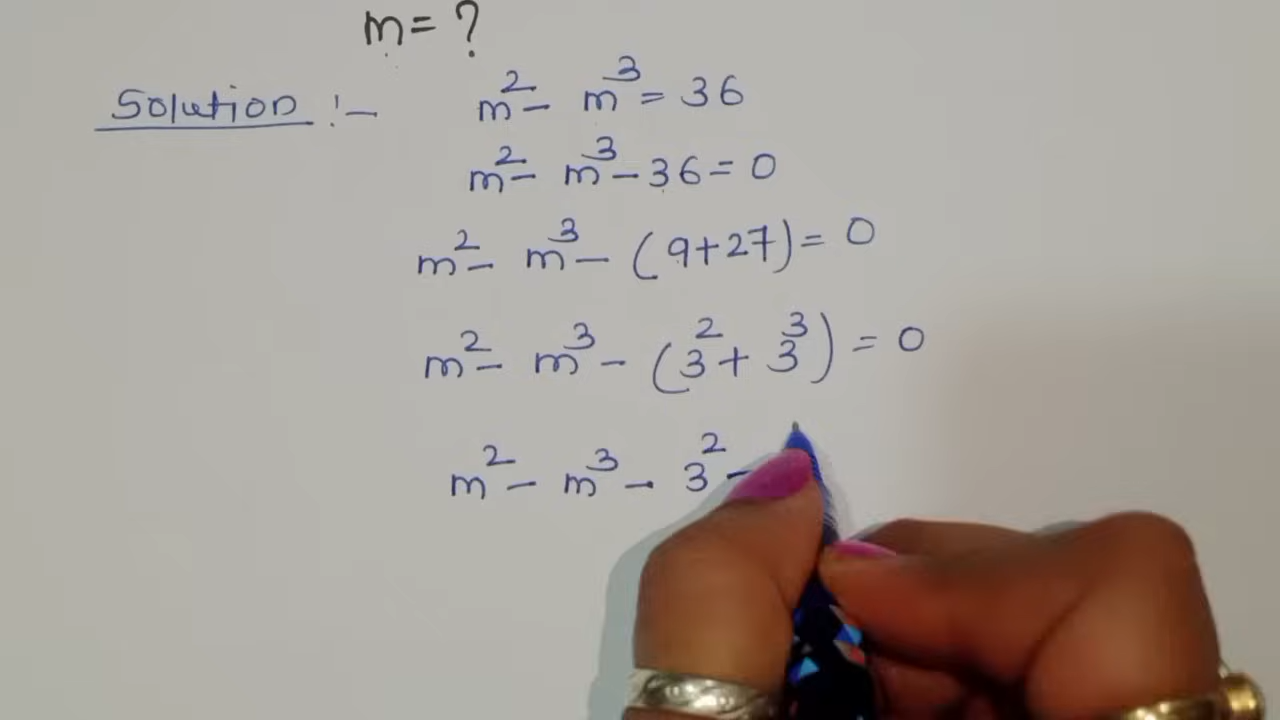 m = ?
Solution :- m² - m³ = 36
m² - m³ - 36 = 0
m² - m³ - (9+27) = 0
m² - m³ - (3² + 3³) = 0
m² - m³ - 3² -